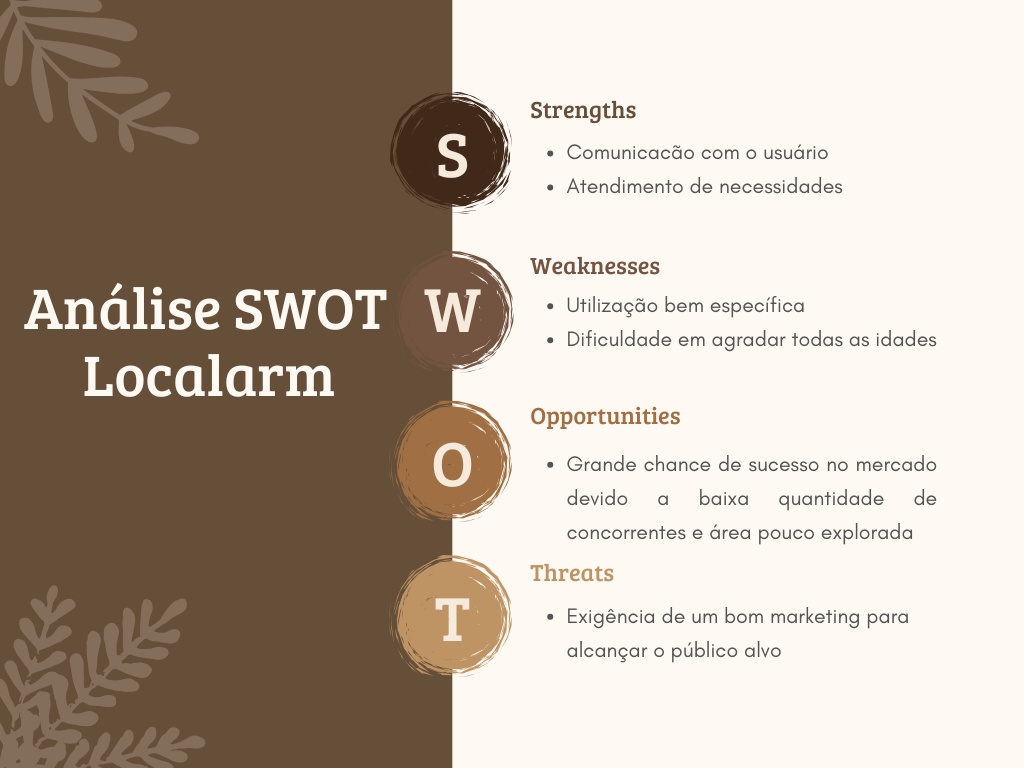 Análise SWOT
Localarm
S
Strengths
• Comunicacão com o usuário
• Atendimento de necessidades
W
Weaknesses
• Utilização bem específica
• Dificuldade em agradar todas as idades
O
Opportunities
• Grande chance de sucesso no mercado
devido a baixa quantidade de
concorrentes e área pouco explorada
T
Threats
• Exigência de um bom marketing para
alcançar o público alvo